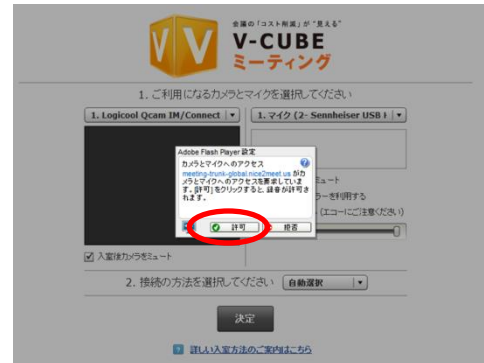 会議の「コスト削減」が“見える”
V-CUBE
ミーティング
1. ご利用になるカメラとマイクを選択してください
1. Logicool Qcam IM/Connect
1. マイク (2- Sennheiser USB
Adobe Flash Player 設定
カメラとマイクへのアクセス
meeting-trunk-global.nice2meet.us がカ
メラとマイクへのアクセスを要求していま
す。[許可] をクリックすると、録音が許可さ
れます。
許可
拒否
ミュート
ーを利用する
(エコーにご注意ください)
入室後カメラをミュート
2. 接続の方法を選択してください
自動選択
決定
詳しい入室方法のご案内はこちら